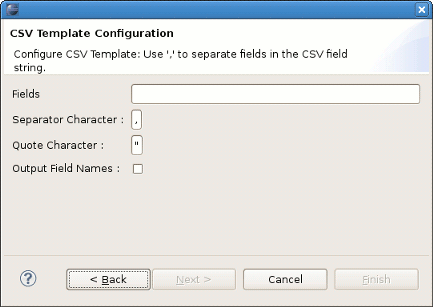 CSV Template Configuration
Configure CSV Template: Use ',' to separate fields in the CSV field
string.
Fields
Separator Character : ,
Quote Character : "
Output Field Names :
? < Back Next > Cancel Finish